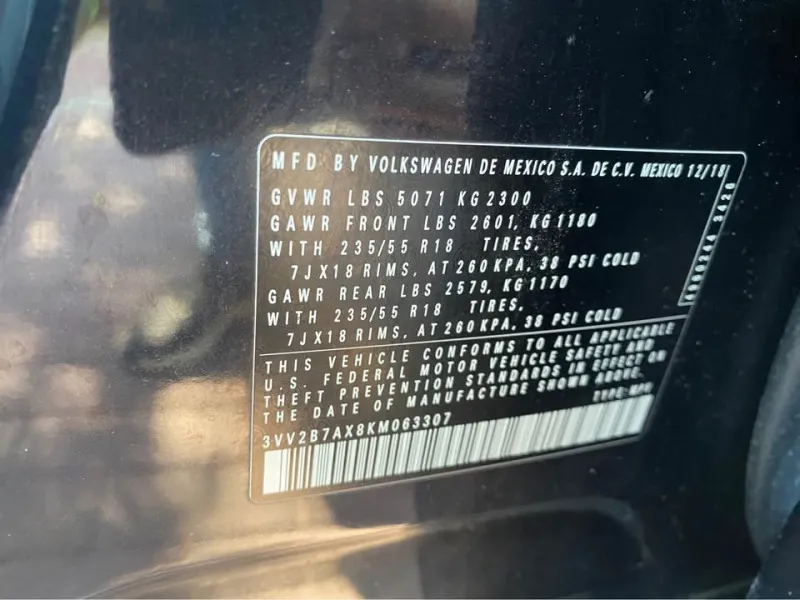 MFD BY VOLKSWAGEN DE MEXICO S.A. DE C.V. MEXICO 12/18
GVWR LBS 5071 KG 2300
GAWR FRONT LBS 2601, KG 1180
WITH 235/55 R18 TIRES,
7JX18 RIMS, AT 260 KPA, 38 PSI COLD
GAWR REAR LBS 2579, KG 1170
WITH 235/55 R18 TIRES,
7JX18 RIMS, AT 260 KPA, 38 PSI COLD
THIS VEHICLE CONFORMS TO ALL APPLICABLE
U.S. FEDERAL MOTOR VEHICLE SAFETY AND
THEFT PREVENTION STANDARDS IN EFFECT ON
THE DATE OF MANUFACTURE SHOWN ABOVE.
3VV2B7AX8KM063307